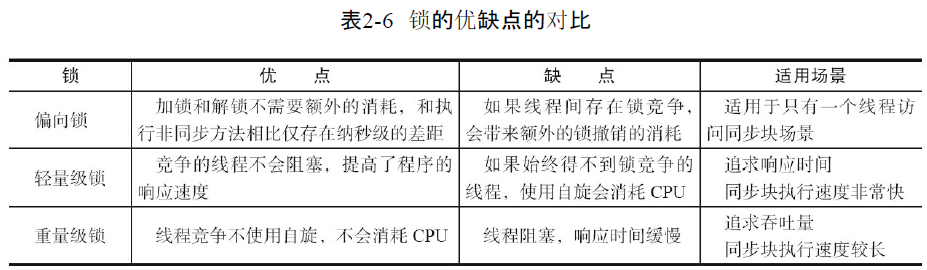 表2-6 锁的优缺点的对比
锁 优 点 缺 点 适用场景
偏向锁
加锁和解锁不需要额外的消耗，和执
行非同步方法相比仅存在纳秒级的差距
如果线程间存在锁竞争，
会带来额外的锁撤销的消耗
适用于只有一个线程访
问同步块场景
轻量级锁
竞争的线程不会阻塞，提高了程序的
响应速度
如果始终得不到锁竞争的
线程，使用自旋会消耗 CPU
追求响应时间
同步块执行速度非常快
重量级锁
线程竞争不使用自旋，不会消耗 CPU
线程阻塞，响应时间缓慢
追求吞吐量
同步块执行速度较长